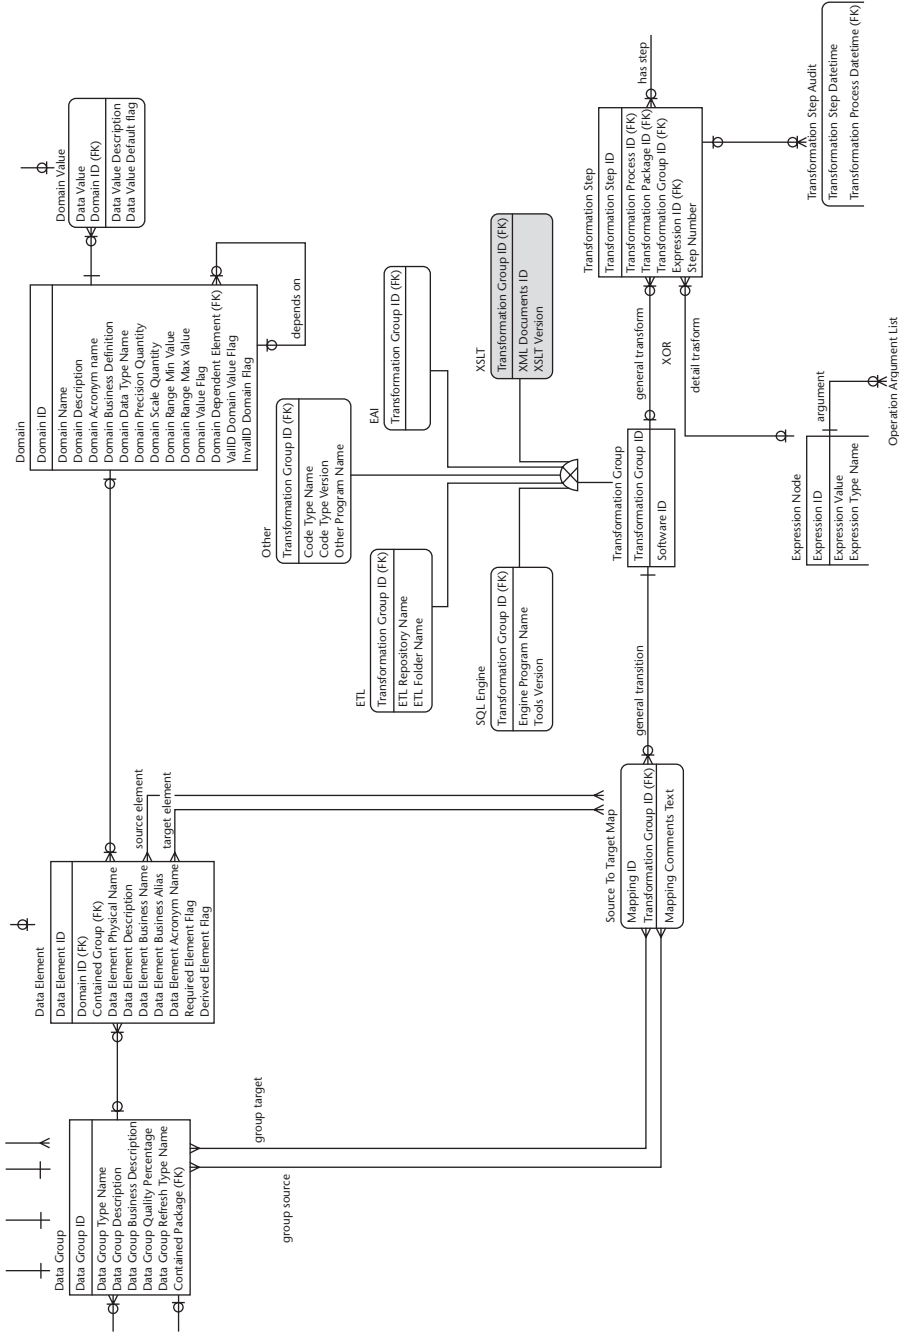 Data Group
Data Group ID
Data Group Type Name
Data Group Description
Data Group Business Description
Data Group Quality Percentage
Data Group Refresh Type Name
Contained Package (FK)
group target
group source
Data Element
Data Element ID
Domain ID (FK)
Contained Group (FK)
Data Element Physical Name
Data Element Description
Data Element Business Name
Data Element Business Alias
Data Element Acronym Name
Required Element Flag
Derived Element Flag
source element
target element
Source To Target Map
Mapping ID
Transformation Group ID (FK)
Mapping Comments Text
general transition
Domain
Domain ID
Domain Name
Domain Description
Domain Acronym name
Domain Business Definition
Domain Data Type Name
Domain Precision Quantity
Domain Scale Quantity
Domain Range Min Value
Domain Range Max Value
Domain Value Flag
Domain Dependent Element (FK)
ValID Domain Value Flag
InvalID Domain Flag
depends on
Domain Value
Data Value
Domain ID (FK)
Data Value Description
Data Value Default flag
Other
Transformation Group ID (FK)
Code Type Name
Code Type Version
Other Program Name
ETL
Transformation Group ID (FK)
ETL Repository Name
ETL Folder Name
EAI
Transformation Group ID (FK)
SQL Engine
Transformation Group ID (FK)
Engine Program Name
Tools Version
XSLT
Transformation Group ID (FK)
XML Documents ID
XSLT Version
Transformation Group
Transformation Group ID
Software ID
general transform
XOR
detail trasform
Transformation Step
Transformation Step ID
Transformation Process ID (FK)
Transformation Package ID (FK)
Transformation Group ID (FK)
Expression ID (FK)
Step Number
has step
Expression Node
Expression ID
Expression Value
Expression Type Name
argument
Operation Argument List
Transformation Step Audit
Transformation Step Datetime
Transformation Process Datetime (FK)